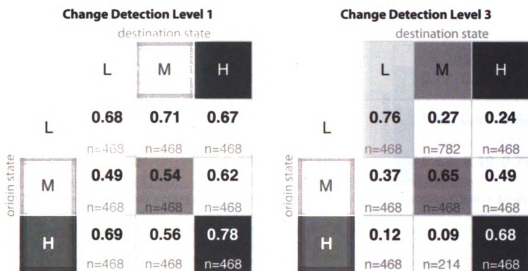 Change Detection Level 1
destination state
L M H
L 0.68 0.71 0.67
n=468 n=468 n=468
origin state
M 0.49 0.54 0.62
n=468 n=468 n=468
H 0.69 0.56 0.78
n=468 n=468 n=468
Change Detection Level 3
destination state
L M H
L 0.76 0.27 0.24
n=468 n=782 n=468
origin state
M 0.37 0.65 0.49
n=468 n=468 n=468
H 0.12 0.09 0.68
n=468 n=214 n=468